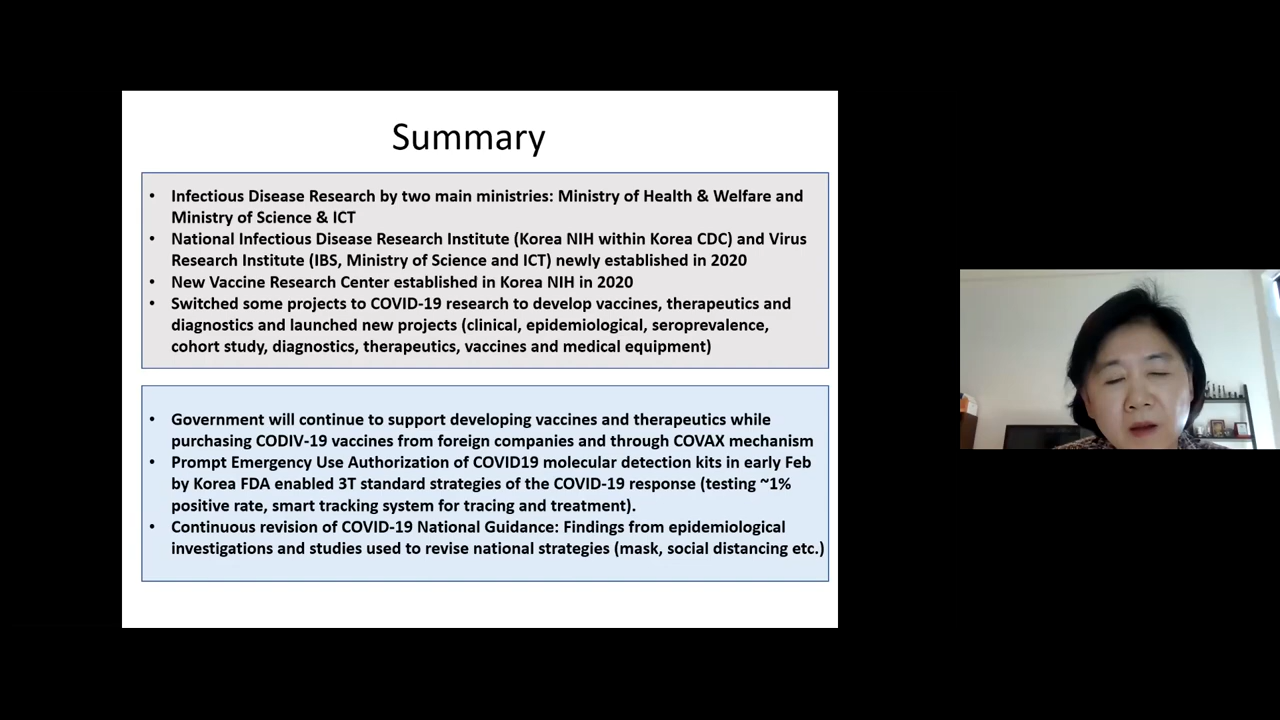 Summary
• Infectious Disease Research by two main ministries: Ministry of Health & Welfare and
Ministry of Science & ICT
• National Infectious Disease Research Institute (Korea NIH within Korea CDC) and Virus
Research Institute (IBS, Ministry of Science and ICT) newly established in 2020
• New Vaccine Research Center established in Korea NIH in 2020
• Switched some projects to COVID-19 research to develop vaccines, therapeutics and
diagnostics and launched new projects (clinical, epidemiological, seroprevalence,
cohort study, diagnostics, therapeutics, vaccines and medical equipment)
• Government will continue to support developing vaccines and therapeutics while
purchasing CODIV-19 vaccines from foreign companies and through COVAX mechanism
• Prompt Emergency Use Authorization of COVID19 molecular detection kits in early Feb
by Korea FDA enabled 3T standard strategies of the COVID-19 response (testing ~1%
positive rate, smart tracking system for tracing and treatment).
• Continuous revision of COVID-19 National Guidance: Findings from epidemiological
investigations and studies used to revise national strategies (mask, social distancing etc.)